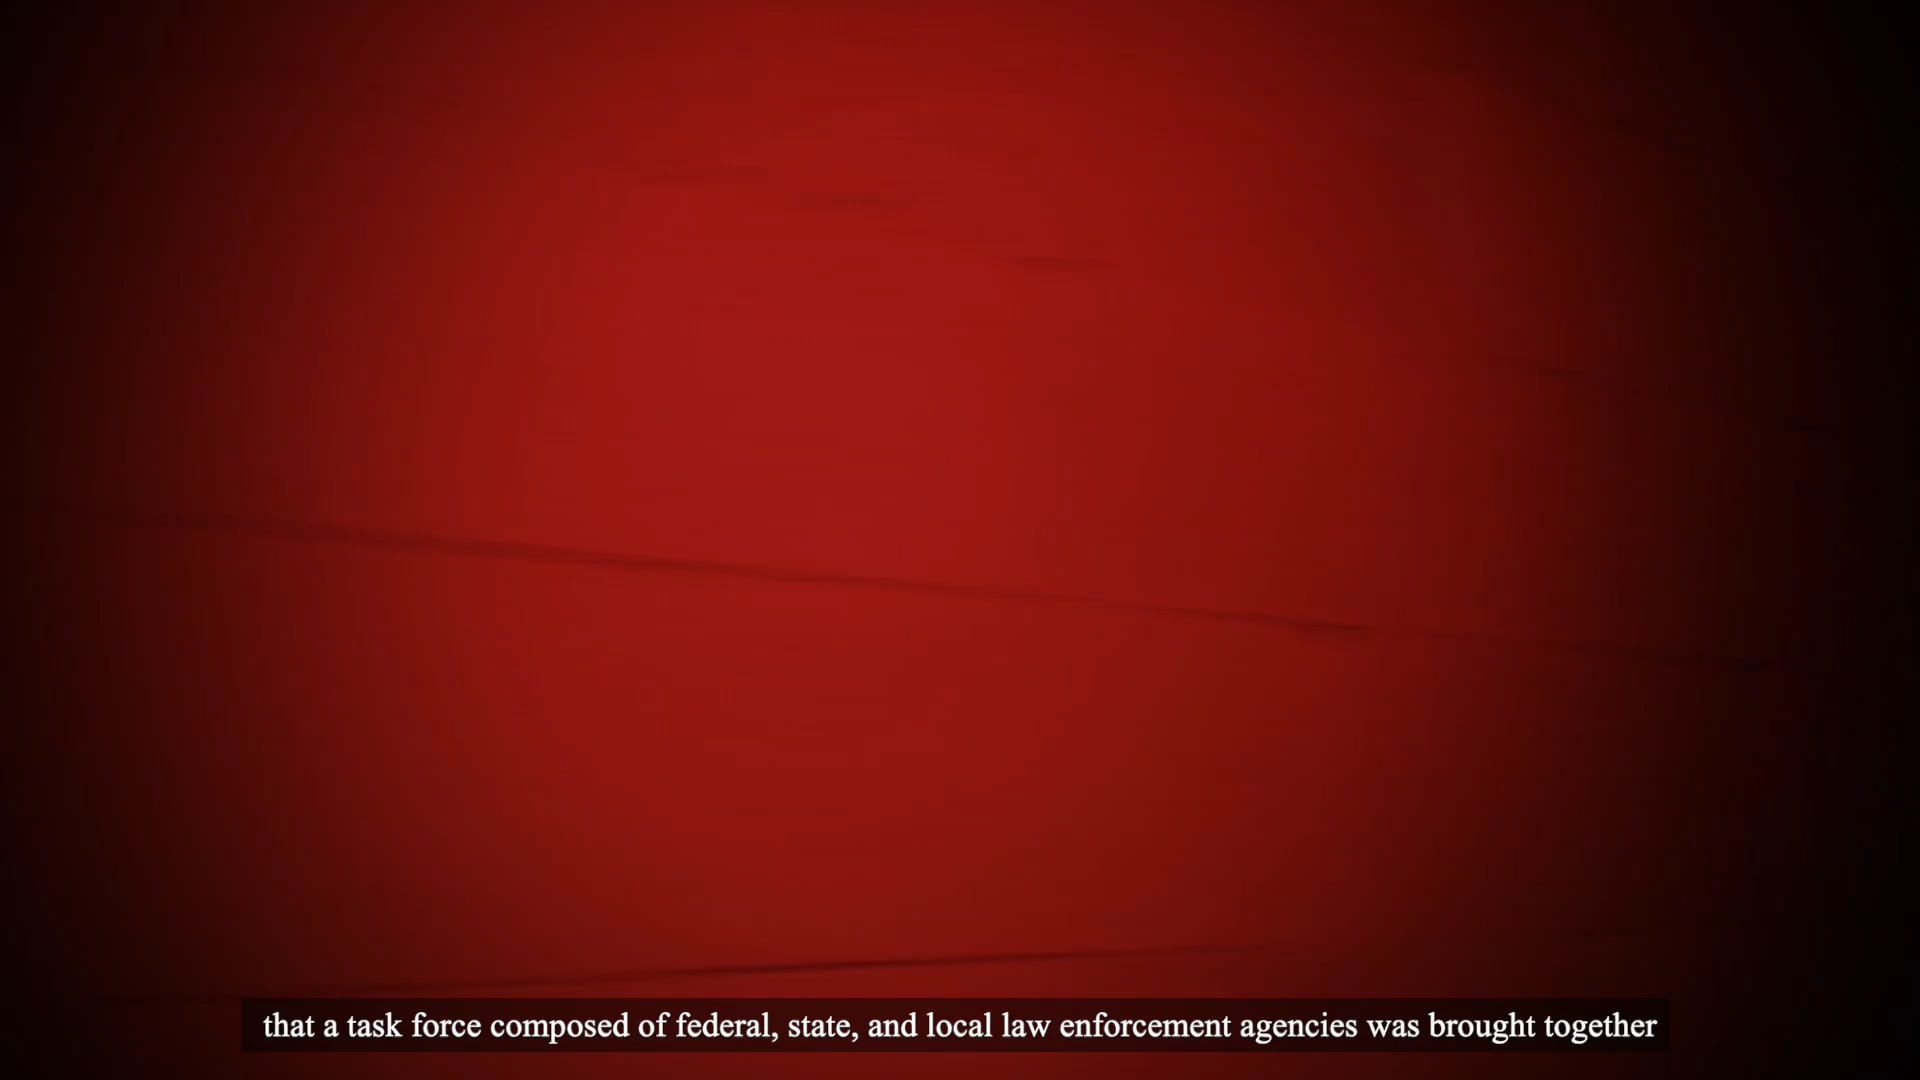 that a task force composed of federal, state, and local law enforcement agencies was brought together